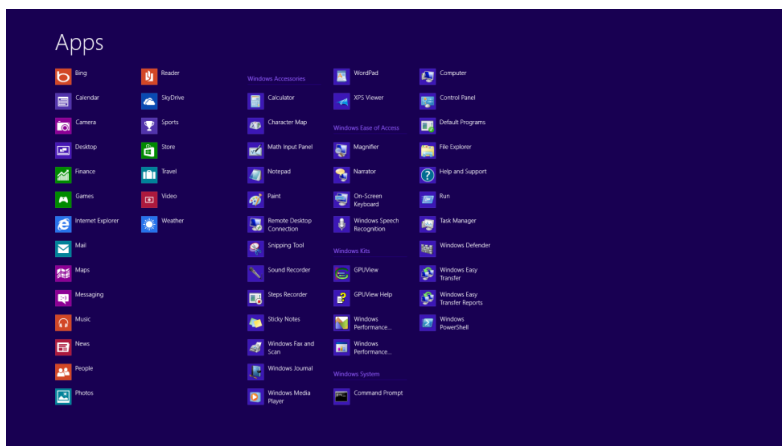 Apps
Bing
Calendar
Camera
Desktop
Finance
Games
Internet Explorer
Mail
Maps
Messaging
Music
News
People
Photos
Reader
SkyDrive
Sports
Store
Travel
Video
Weather
Windows Accessories
Calculator
Character Map
Math Input Panel
Notepad
Paint
Remote Desktop
Connection
Snipping Tool
Sound Recorder
Steps Recorder
Sticky Notes
Windows Fax and
Scan
Windows Journal
Windows Media
Player
WordPad
XPS Viewer
Windows Ease of Access
Magnifier
Narrator
On-Screen
Keyboard
Windows Speech
Recognition
Windows Kits
GPUView
GPUView Help
Windows
Performance...
Windows
Performance...
Windows System
Command Prompt
Computer
Control Panel
Default Programs
File Explorer
Help and Support
Run
Task Manager
Windows Defender
Windows Easy
Transfer
Windows Easy
Transfer Reports
Windows
PowerShell